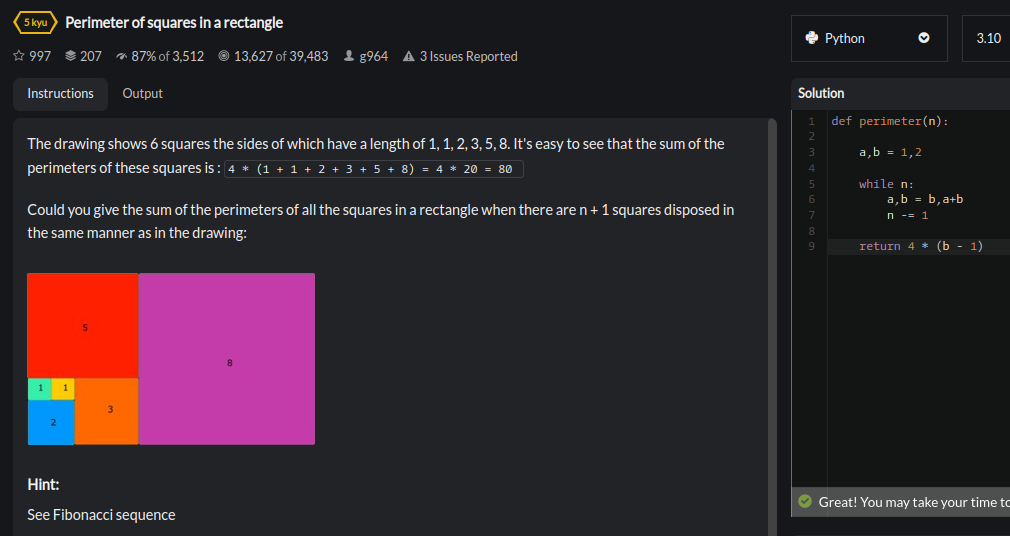 5 kyu Perimeter of squares in a rectangle
997 207 87% of 3,512 13,627 of 39,483 g964 3 Issues Reported
Instructions Output
The drawing shows 6 squares the sides of which have a length of 1, 1, 2, 3, 5, 8. It's easy to see that the sum of the
perimeters of these squares is : 4 * (1 + 1 + 2 + 3 + 5 + 8) = 4 * 20 = 80
Could you give the sum of the perimeters of all the squares in a rectangle when there are n + 1 squares disposed in
the same manner as in the drawing:
5
8
1 1
3
2
Hint:
See Fibonacci sequence
Python 3.10
Solution
1 def perimeter(n):
2
3 a,b = 1,2
4
5 while n:
6 a,b = b,a+b
7 n -= 1
8
9 return 4 * (b - 1)
Great! You may take your time to